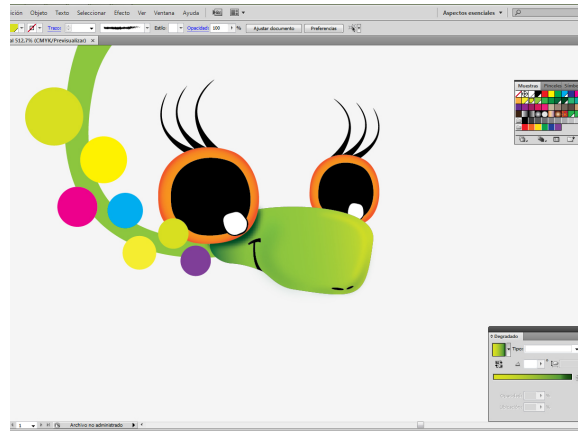 ción Objeto Texto Seleccionar Efecto Ver Ventana Ayuda Aspectos esenciales
Trazo: Estilo: Opacidad: 100 % Ajustar documento Preferencias
al 512,7% (CMYK/Previsualizar) ×
Muestras
Degradado
Tipo:
1 Archivo no administrado